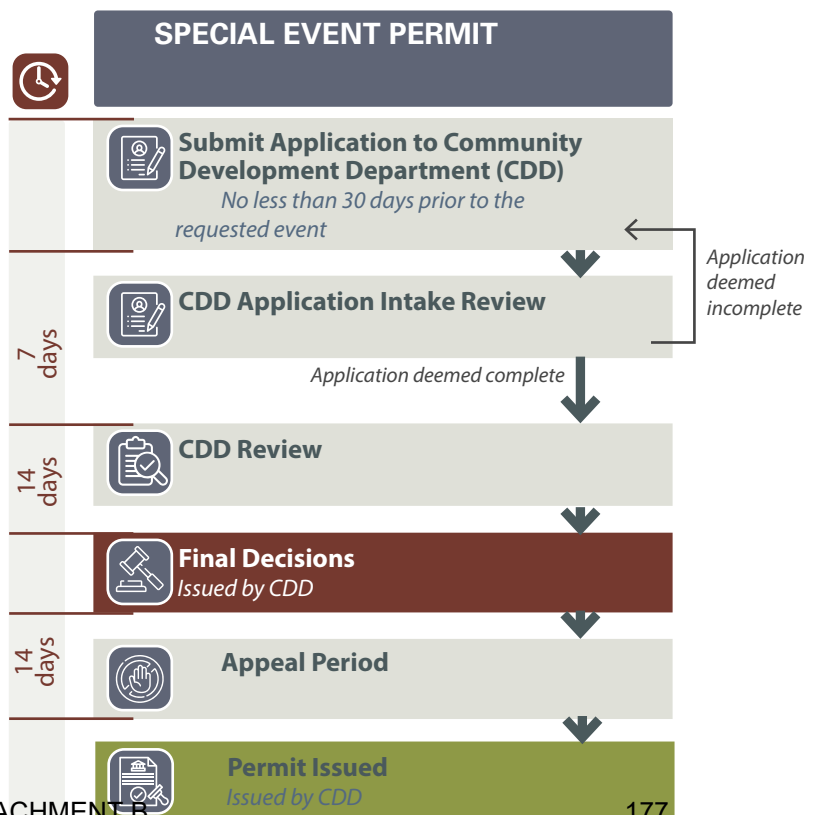 SPECIAL EVENT PERMIT
Submit Application to Community
Development Department (CDD)
No less than 30 days prior to the
requested event
Application
deemed
incomplete
CDD Application Intake Review
7
days
Application deemed complete
CDD Review
14
days
Final Decisions
Issued by CDD
Appeal Period
14
days
Permit Issued
Issued by CDD
ACHMENT B
177